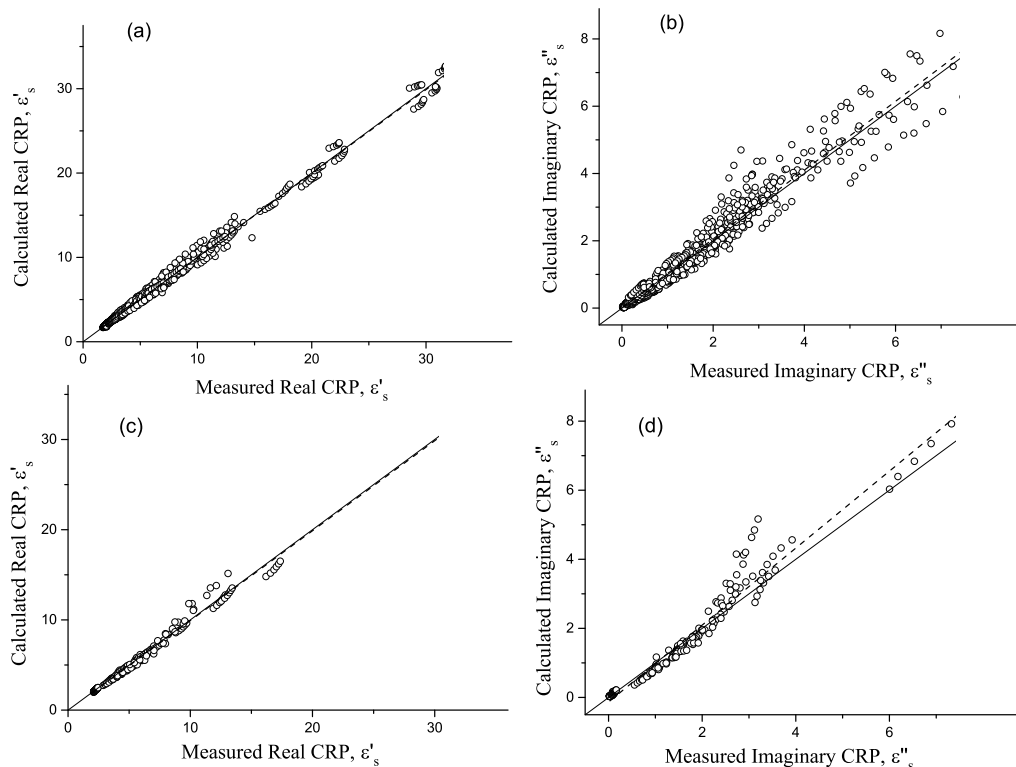 (a)
30
20
10
0
0 10 20 30
Calculated Real CRP, ε's
Measured Real CRP, ε's
(b)
8
6
4
2
0
0 2 4 6
Calculated Imaginary CRP, ε"s
Measured Imaginary CRP, ε"s
(c)
30
20
10
0
0 10 20 30
Calculated Real CRP, ε's
Measured Real CRP, ε's
(d)
8
6
4
2
0
0 2 4 6
Calculated Imaginary CRP, ε"s
Measured Imaginary CRP, ε"s